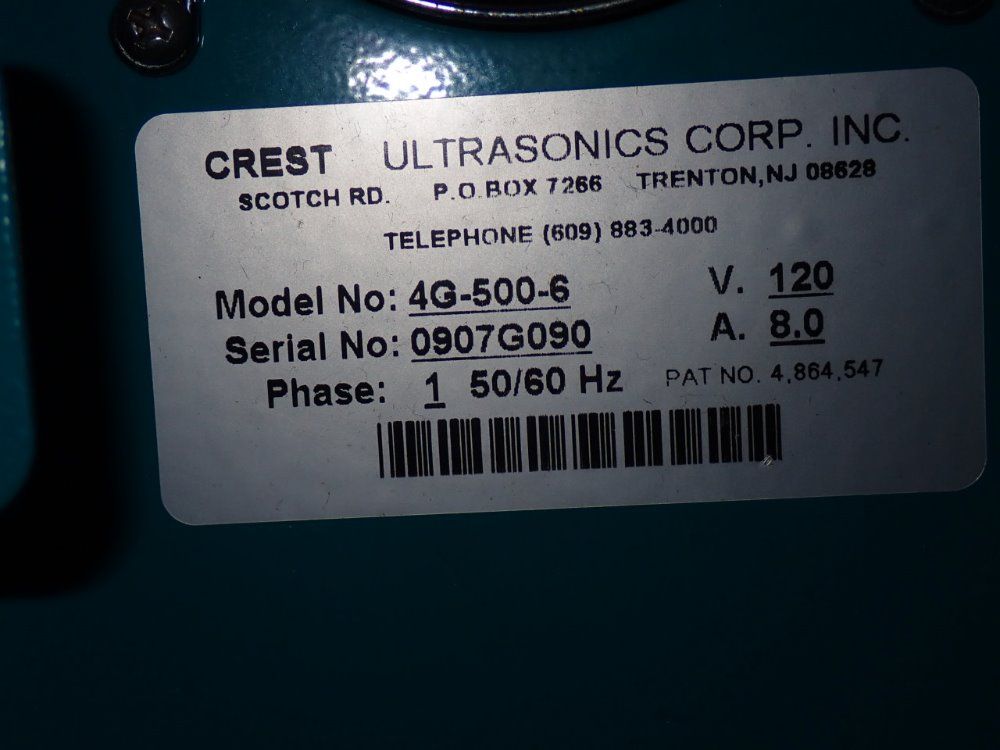 CREST ULTRASONICS CORP. INC.
SCOTCH RD. P.O.BOX 7266 TRENTON,NJ 08628
TELEPHONE (609) 883-4000
Model No: 4G-500-6 V. 120
Serial No: 0907G090 A. 8.0
Phase: 1 50/60 Hz PAT NO. 4,864,547